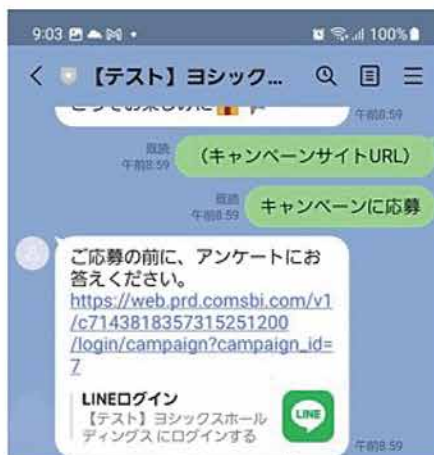 9:03
100%
【テスト】ヨシック...
午前8:59
既読
午前8:59
(キャンペーンサイトURL)
既読
午前8:59
キャンペーンに応募
ご応募の前に、アンケートにお
答えください。
https://web.prd.comsbi.com/v1
/c7143818357315251200
/login/campaign?campaign_id=
7
LINEログイン
【テスト】ヨシックスホール
ディングス にログインする
LINE
午前8:59